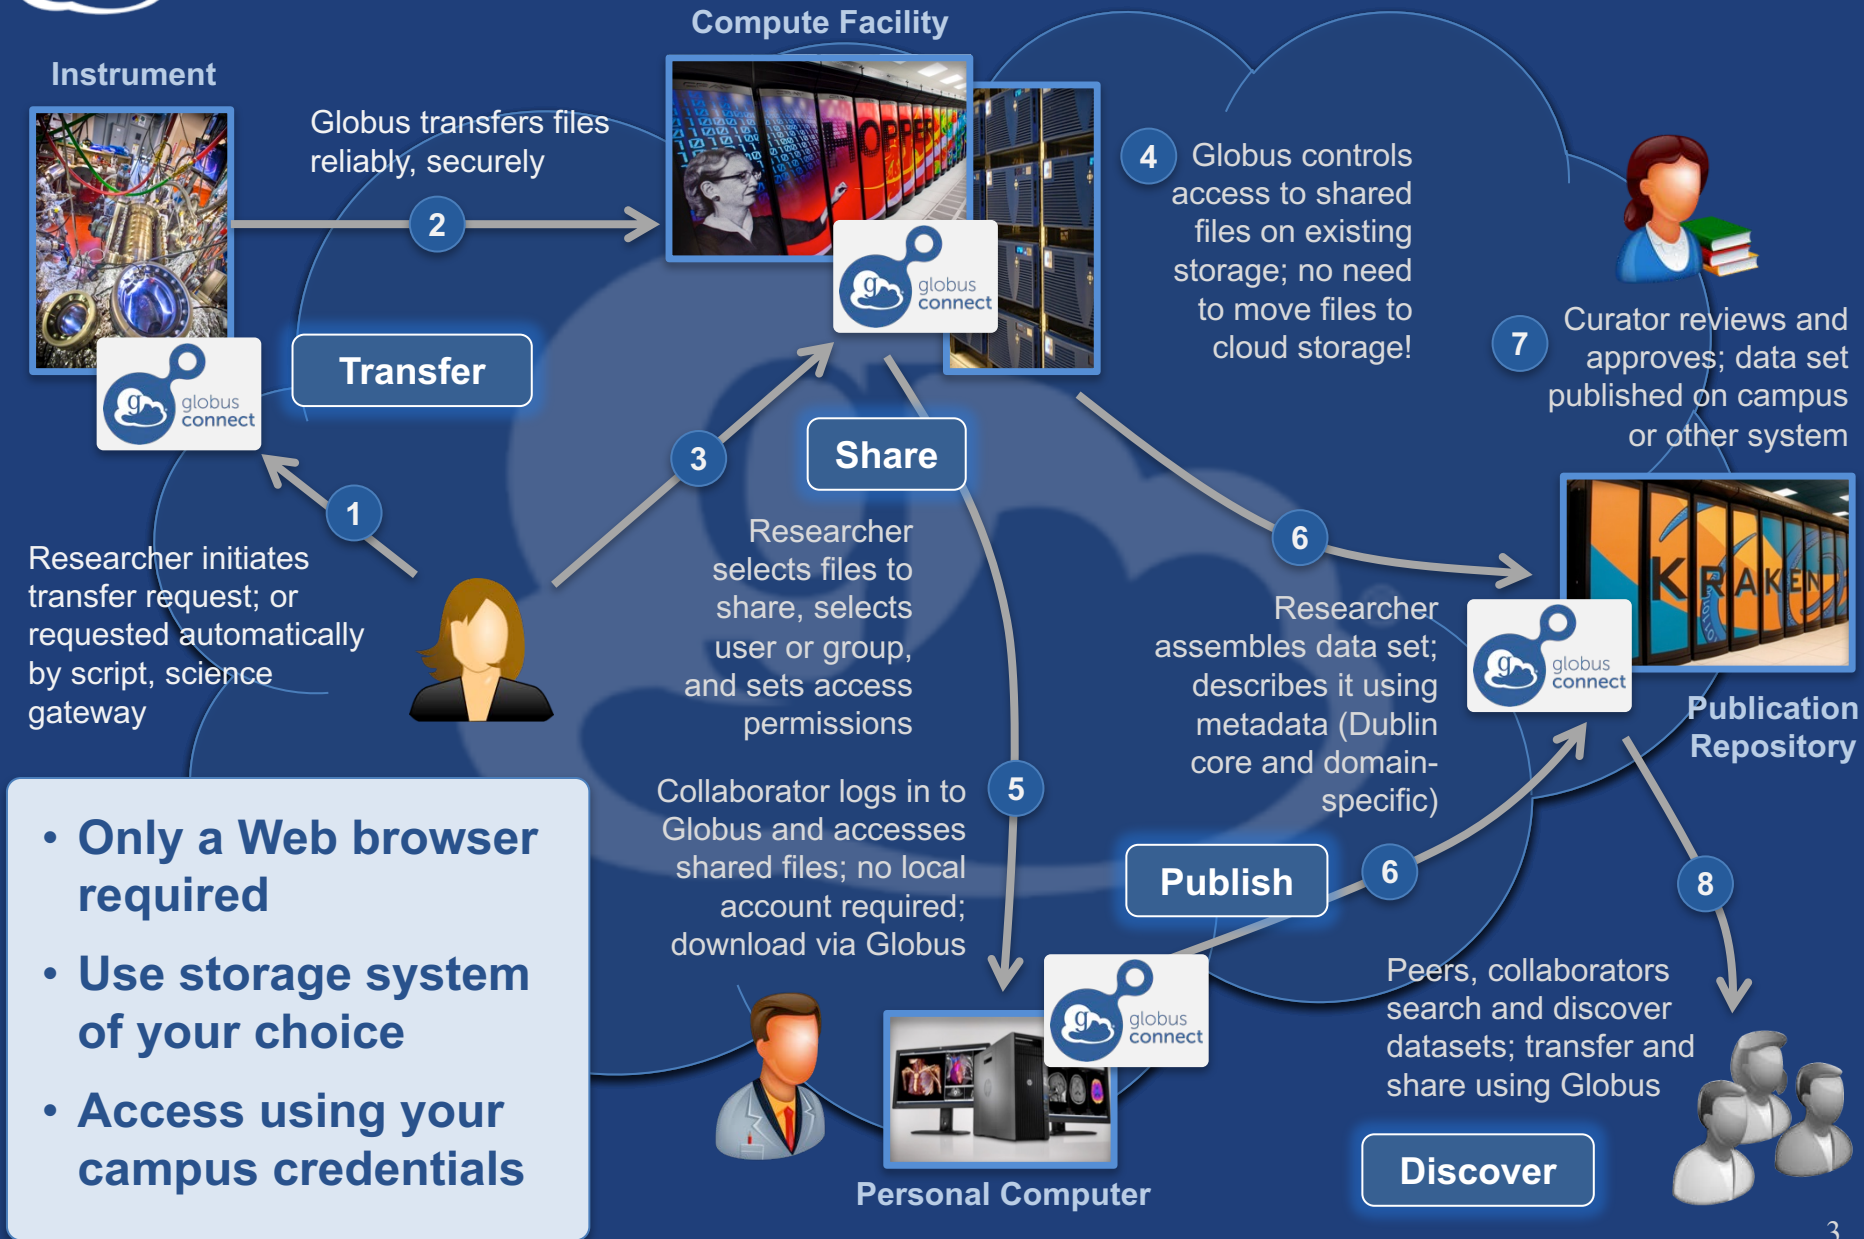 Compute Facility
Instrument
Globus transfers files
reliably, securely
2
HOPPER
globus
connect
4
Globus controls
access to shared
files on existing
storage; no need
to move files to
cloud storage!
7
Curator reviews and
approves; data set
published on campus
or other system
g
globus
connect
Transfer
3
Share
1
Researcher initiates
transfer request; or
requested automatically
by script, science
gateway
Researcher
selects files to
share, selects
user or group,
and sets access
permissions
6
Researcher
assembles data set;
describes it using
metadata (Dublin
core and domain-
specific)
KRAKEN
g
globus
connect
Publication
Repository
5
Collaborator logs in to
Globus and accesses
shared files; no local
account required;
download via Globus
Publish
6
8
• Only a Web browser
required
• Use storage system
of your choice
• Access using your
campus credentials
g
globus
connect
Personal Computer
Peers, collaborators
search and discover
datasets; transfer and
share using Globus
Discover
3